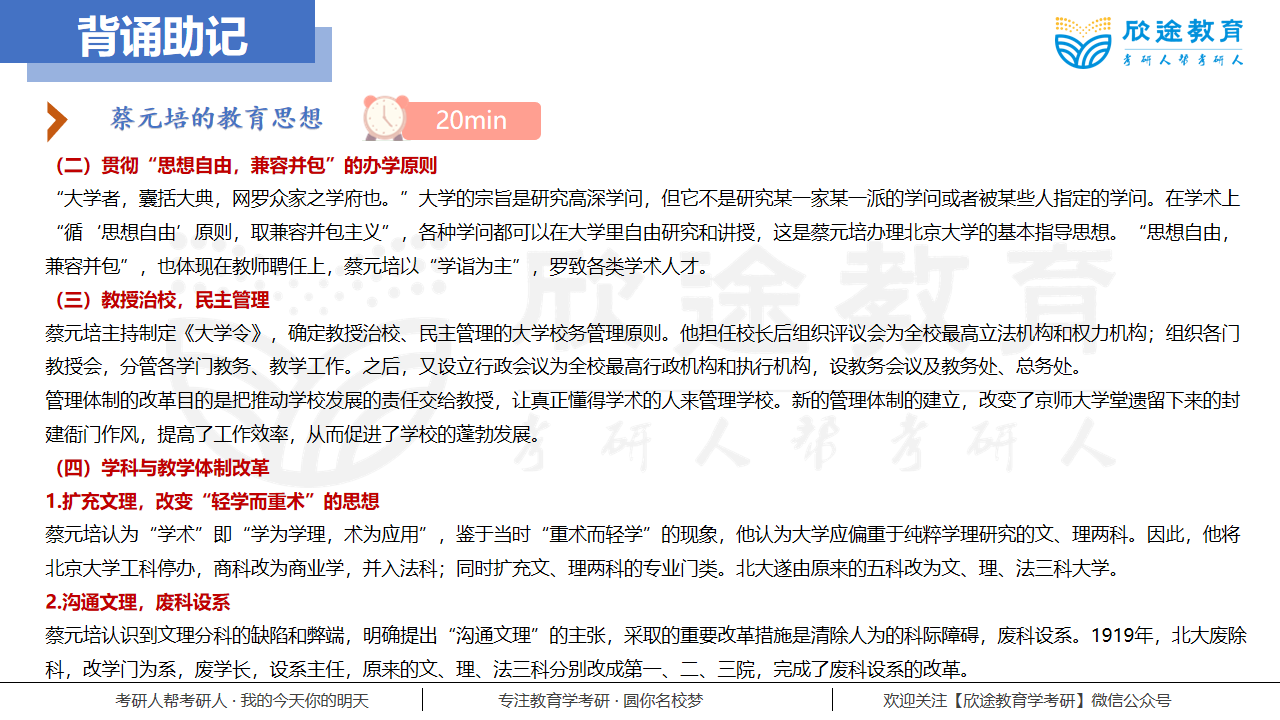 背诵助记
欣途教育
考研人帮考研人
蔡元培的教育思想
20min
（二）贯彻“思想自由，兼容并包”的办学原则
“大学者，囊括大典，网罗众家之学府也。”大学的宗旨是研究高深学问，但它不是研究某一家某一派的学问或者被某些人指定的学问。在学术上
“循‘思想自由’原则，取兼容并包主义”，各种学问都可以在大学里自由研究和讲授，这是蔡元培办理北京大学的基本指导思想。“思想自由，
兼容并包”，也体现在教师聘任上，蔡元培以“学诣为主”，罗致各类学术人才。
（三）教授治校，民主管理
蔡元培主持制定《大学令》，确定教授治校、民主管理的大学校务管理原则。他担任校长后组织评议会为全校最高立法机构和权力机构；组织各门
教授会，分管各学门教务、教学工作。之后，又设立行政会议为全校最高行政机构和执行机构，设教务会议及教务处、总务处。
管理体制的改革目的是把推动学校发展的责任交给教授，让真正懂得学术的人来管理学校。新的管理体制的建立，改变了京师大学堂遗留下来的封
建衙门作风，提高了工作效率，从而促进了学校的蓬勃发展。
（四）学科与教学体制改革
1.扩充文理，改变“轻学而重术”的思想
蔡元培认为“学术”即“学为学理，术为应用”，鉴于当时“重术而轻学”的现象，他认为大学应偏重于纯粹学理研究的文、理两科。因此，他将
北京大学工科停办，商科改为商业学，并入法科；同时扩充文、理两科的专业门类。北大遂由原来的五科改为文、理、法三科大学。
2.沟通文理，废科设系
蔡元培认识到文理分科的缺陷和弊端，明确提出“沟通文理”的主张，采取的重要改革措施是清除人为的科际障碍，废科设系。1919年，北大废除
科，改学门为系，废学长，设系主任，原来的文、理、法三科分别改成第一、二、三院，完成了废科设系的改革。
欣途教育
考研人帮考研人
考研人帮考研人 · 我的今天你的明天
专注教育学考研 · 圆你名校梦
欢迎关注【欣途教育学考研】微信公众号